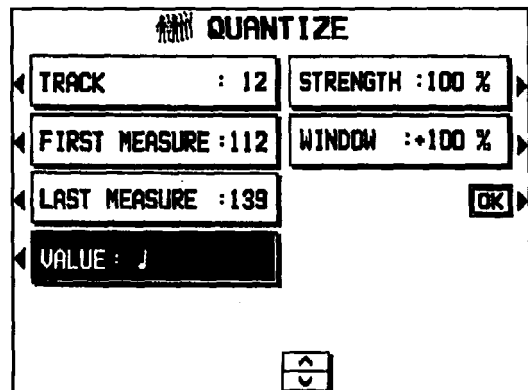 QUANTIZE
TRACK : 12
STRENGTH :100 %
FIRST MEASURE :112
WINDOW :+100 %
LAST MEASURE :139
OK
VALUE : ♩